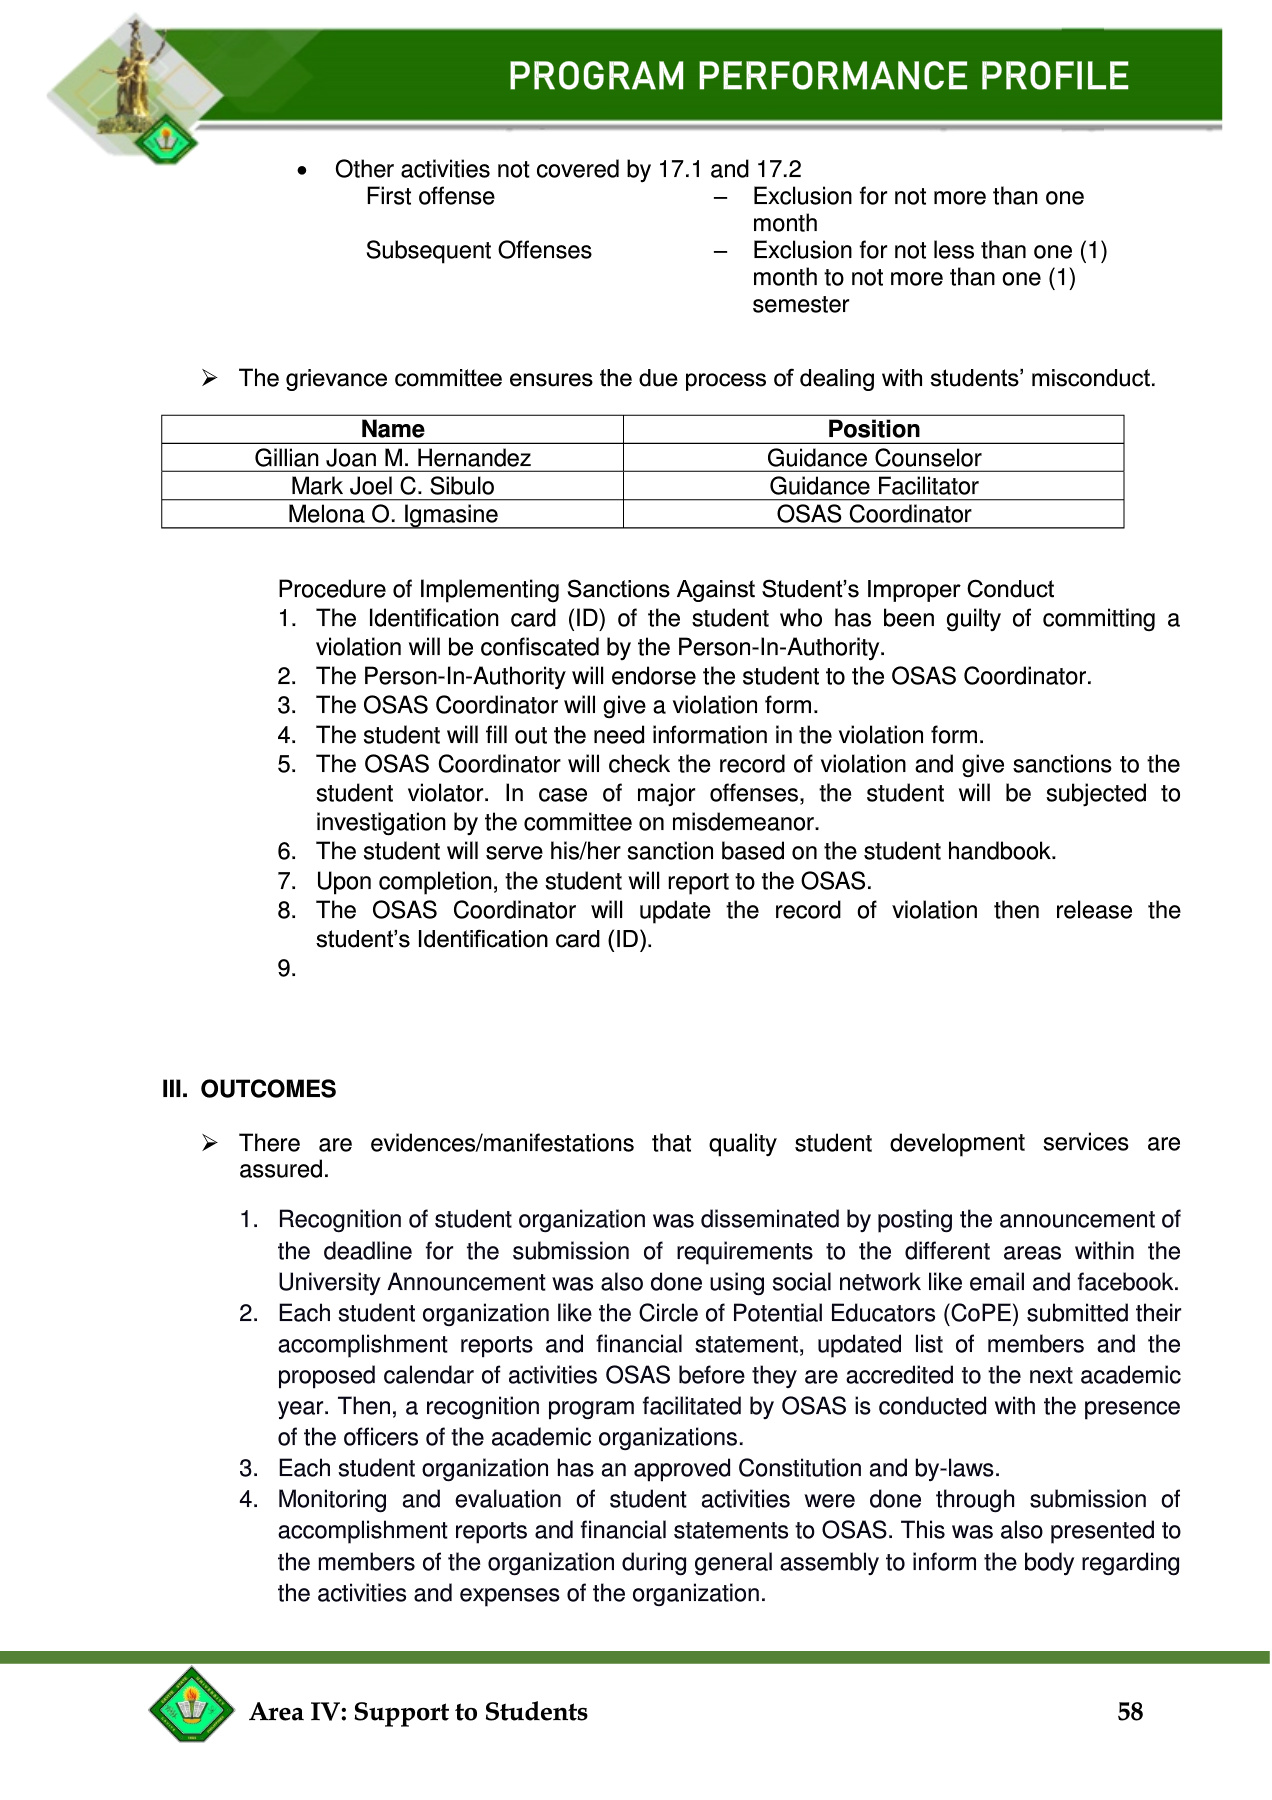 PROGRAM PERFORMANCE PROFILE
• Other activities not covered by 17.1 and 17.2
First offense – Exclusion for not more than one
month
Subsequent Offenses – Exclusion for not less than one (1)
month to not more than one (1)
semester
➢ The grievance committee ensures the due process of dealing with students’ misconduct.
Name Position
Gillian Joan M. Hernandez Guidance Counselor
Mark Joel C. Sibulo Guidance Facilitator
Melona O. Igmasine OSAS Coordinator
Procedure of Implementing Sanctions Against Student’s Improper Conduct
1. The Identification card (ID) of the student who has been guilty of committing a
violation will be confiscated by the Person-In-Authority.
2. The Person-In-Authority will endorse the student to the OSAS Coordinator.
3. The OSAS Coordinator will give a violation form.
4. The student will fill out the need information in the violation form.
5. The OSAS Coordinator will check the record of violation and give sanctions to the
student violator. In case of major offenses, the student will be subjected to
investigation by the committee on misdemeanor.
6. The student will serve his/her sanction based on the student handbook.
7. Upon completion, the student will report to the OSAS.
8. The OSAS Coordinator will update the record of violation then release the
student’s Identification card (ID).
9.
III. OUTCOMES
➢ There are evidences/manifestations that quality student development services are
assured.
1. Recognition of student organization was disseminated by posting the announcement of
the deadline for the submission of requirements to the different areas within the
University Announcement was also done using social network like email and facebook.
2. Each student organization like the Circle of Potential Educators (CoPE) submitted their
accomplishment reports and financial statement, updated list of members and the
proposed calendar of activities OSAS before they are accredited to the next academic
year. Then, a recognition program facilitated by OSAS is conducted with the presence
of the officers of the academic organizations.
3. Each student organization has an approved Constitution and by-laws.
4. Monitoring and evaluation of student activities were done through submission of
accomplishment reports and financial statements to OSAS. This was also presented to
the members of the organization during general assembly to inform the body regarding
the activities and expenses of the organization.
Area IV: Support to Students 58